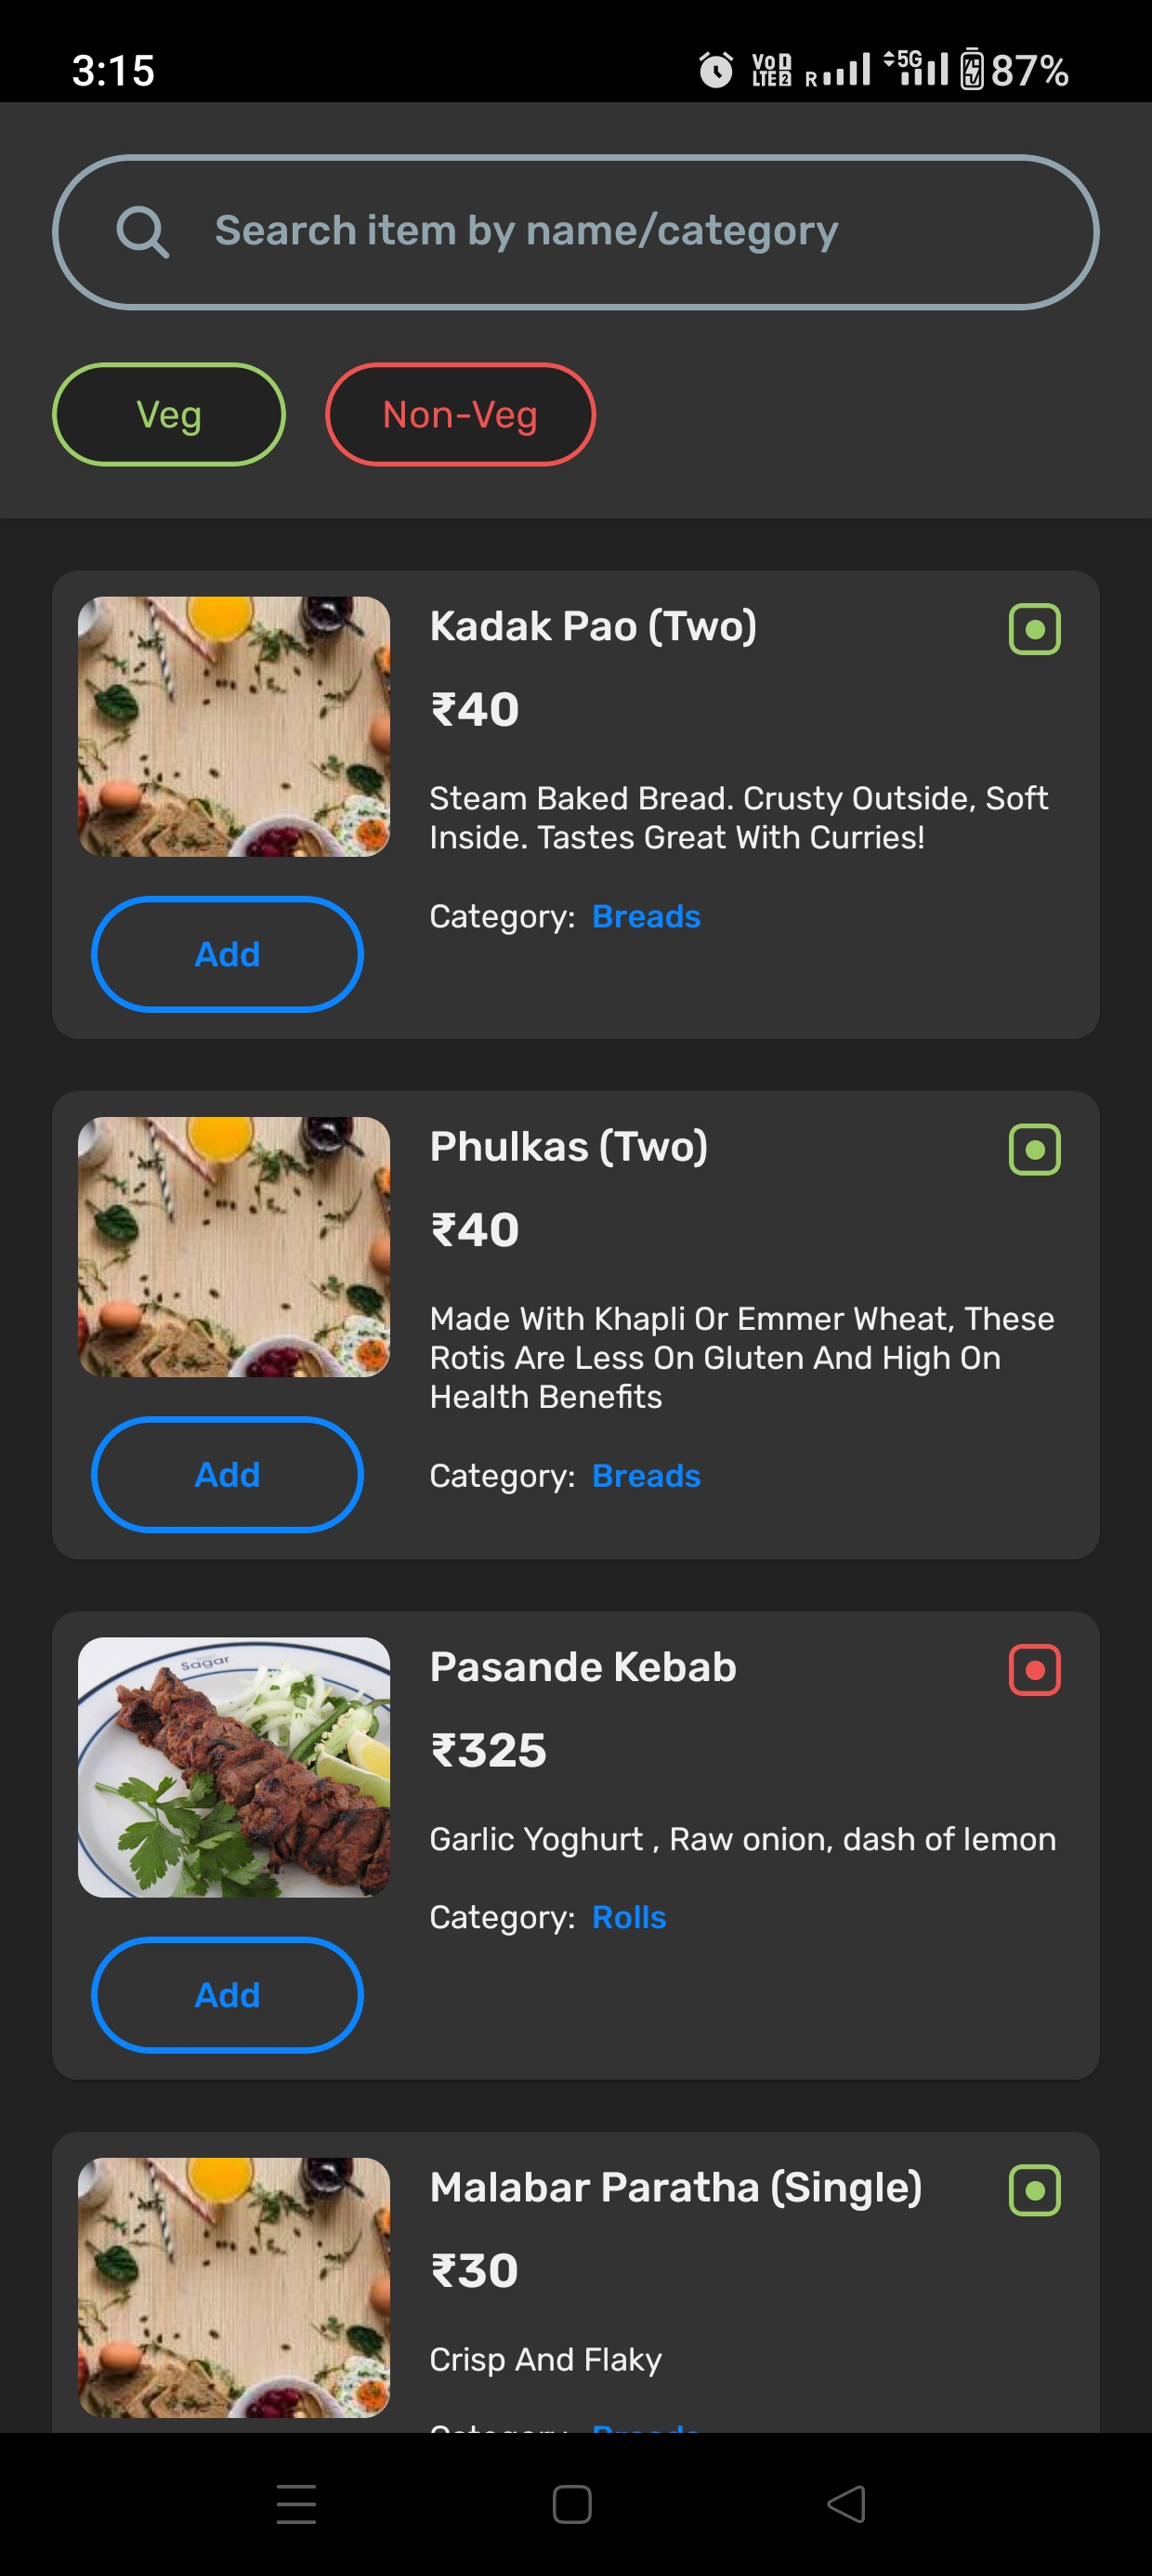 3:15
VoD LTE2 R 5G 87%
Search item by name/category
Veg
Non-Veg
Kadak Pao (Two)
₹40
Steam Baked Bread. Crusty Outside, Soft
Inside. Tastes Great With Curries!
Category: Breads
Add
Phulkas (Two)
₹40
Made With Khapli Or Emmer Wheat, These
Rotis Are Less On Gluten And High On
Health Benefits
Category: Breads
Add
Sagar
Pasande Kebab
₹325
Garlic Yoghurt , Raw onion, dash of lemon
Category: Rolls
Add
Malabar Paratha (Single)
₹30
Crisp And Flaky
Category: Breads